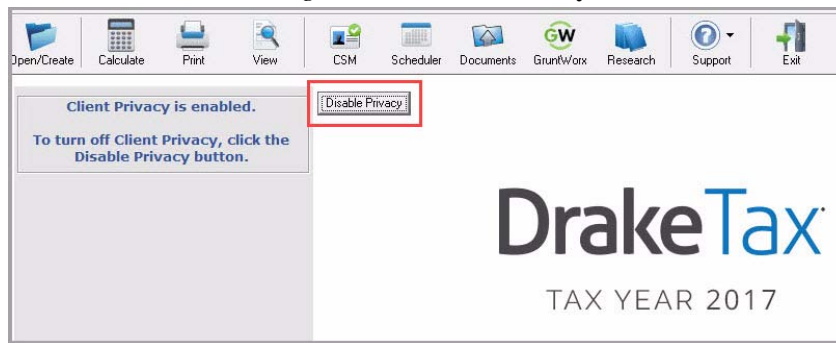 Open/Create Calculate Print View CSM Scheduler Documents GruntWorx Research Support Exit
GW
Client Privacy is enabled.
To turn off Client Privacy, click the
Disable Privacy button.
Disable Privacy
DrakeTax
TAX YEAR 2017